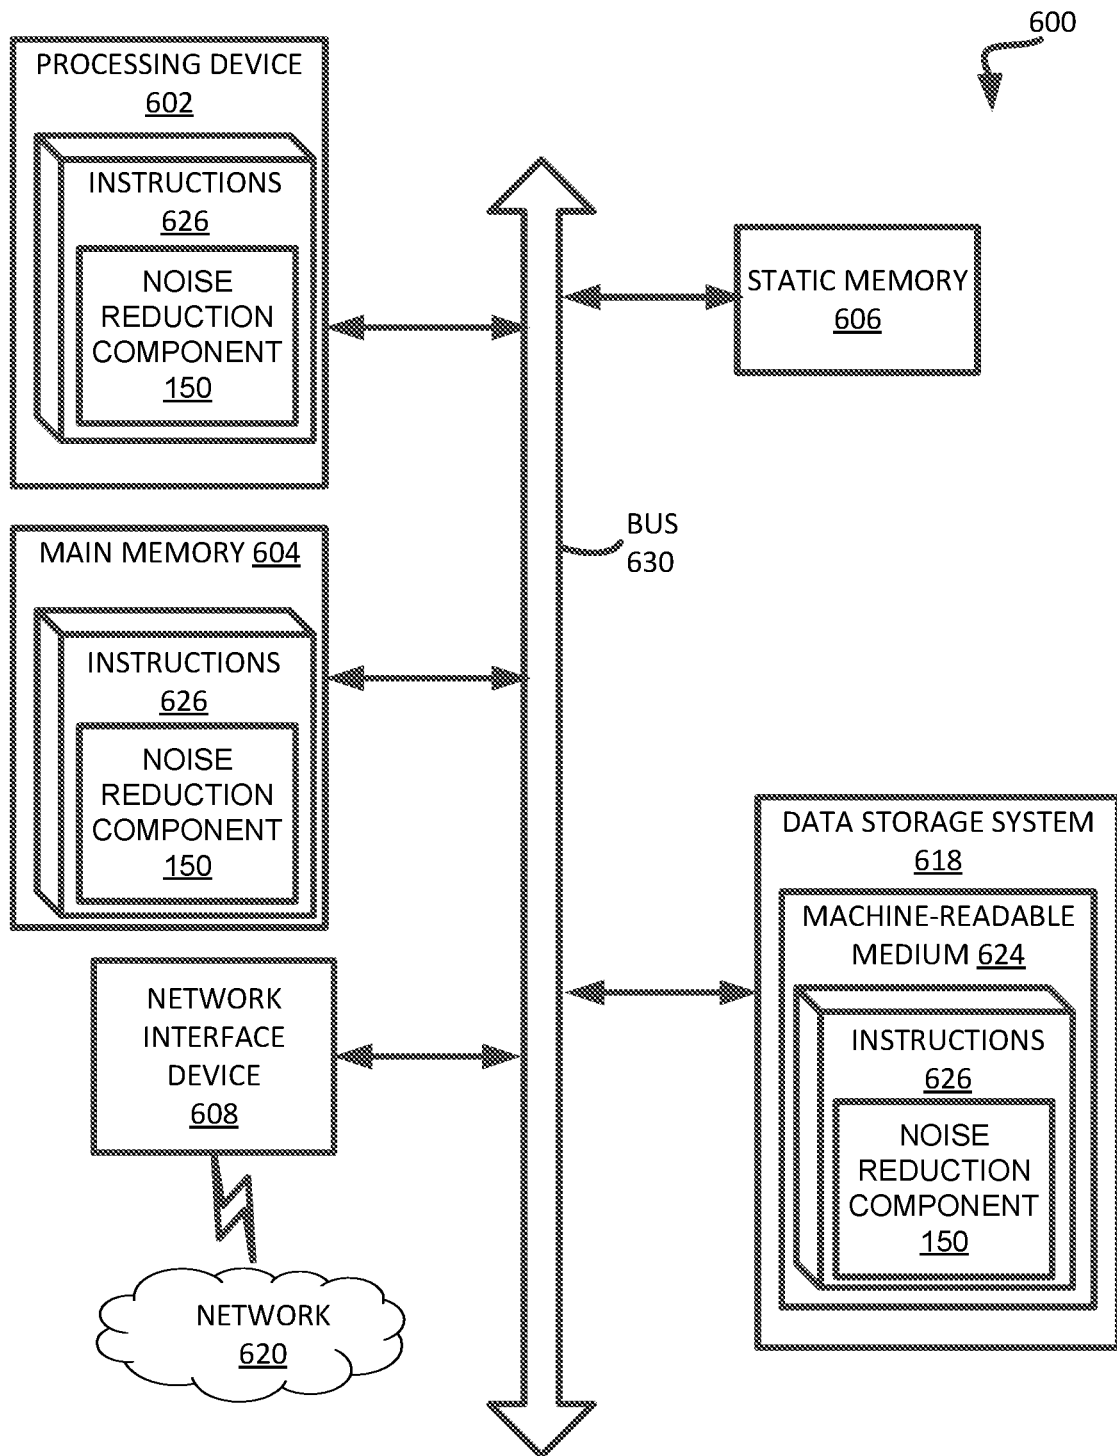 600
PROCESSING DEVICE
602
INSTRUCTIONS
626
NOISE
REDUCTION
COMPONENT
150
STATIC MEMORY
606
BUS
630
MAIN MEMORY 604
INSTRUCTIONS
626
NOISE
REDUCTION
COMPONENT
150
DATA STORAGE SYSTEM
618
MACHINE-READABLE
MEDIUM 624
INSTRUCTIONS
626
NOISE
REDUCTION
COMPONENT
150
NETWORK
INTERFACE
DEVICE
608
NETWORK
620